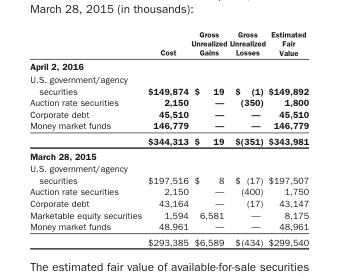 March 28, 2015 (in thousands):
Gross Gross Estimated
Unrealized Unrealized Fair
Cost Gains Losses Value
April 2, 2016
U.S. government/agency
securities $149,874 $ 19 $ (1) $149,892
Auction rate securities 2,150 — (350) 1,800
Corporate debt 45,510 — — 45,510
Money market funds 146,779 — — 146,779
$344,313 $ 19 $(351) $343,981
March 28, 2015
U.S. government/agency
securities $197,516 $ 8 $ (17) $197,507
Auction rate securities 2,150 — (400) 1,750
Corporate debt 43,164 — (17) 43,147
Marketable equity securities 1,594 6,581 — 8,175
Money market funds 48,961 — — 48,961
$293,385 $6,589 $(434) $299,540
The estimated fair value of available-for-sale securities